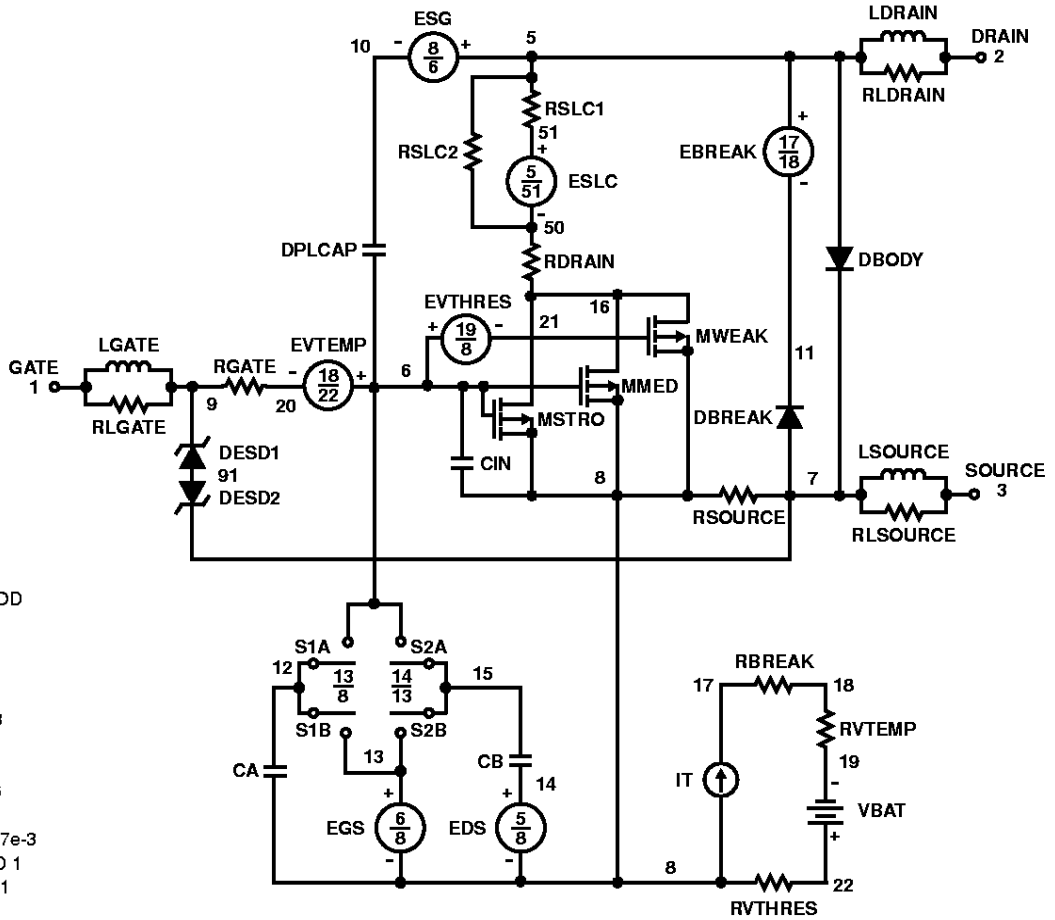 ESG
10 - 8/6 + 5
LDRAIN
DRAIN
2
RLDRAIN
RSLC1
51
RSLC2
+
5/51
ESLC
-
50
+
EBREAK 17/18
-
DPLCAP
RDRAIN
DBODY
EVTHRES
+ 19/8 -
21
16
MWEAK
11
LGATE
GATE
1
RLGATE
9
RGATE
20
EVTEMP
- 18/22 +
6
MMED
MSTRO
DBREAK
DESD1
91
DESD2
CIN
8
RSOURCE
7
LSOURCE
SOURCE
3
RLSOURCE
DD
S1A
S2A
12
13/8
14/13
15
S1B
S2B
13
CA
CB
14
+
EGS 6/8
-
+
EDS 5/8
-
8
RBREAK
17
18
RVTEMP
19
IT
-
VBAT
+
22
RVTHRES
7e-3
1